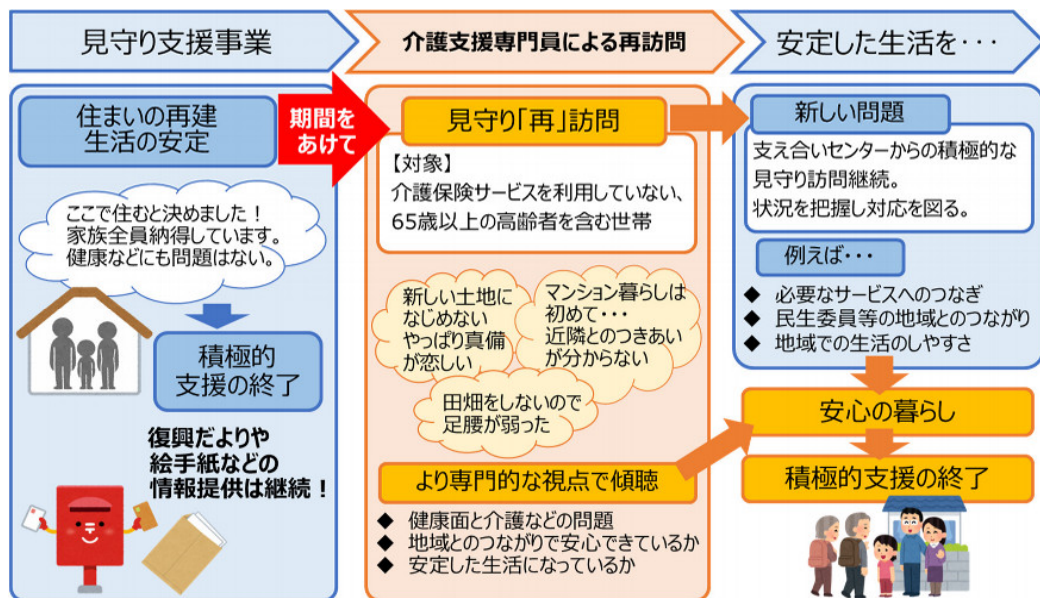 見守り支援事業
介護支援専門員による再訪問
安定した生活を・・・
住まいの再建
生活の安定
期間を
あけて
ここで住むと決めました！
家族全員納得しています。
健康などにも問題はない。
積極的
支援の終了
復興だよりや
絵手紙などの
情報提供は継続！
見守り「再」訪問
【対象】
介護保険サービスを利用していない、
65歳以上の高齢者を含む世帯
新しい土地に
なじめない
やっぱり真備
が恋しい
マンション暮らしは
初めて・・・
近隣とのつきあい
が分からない
田畑をしないので
足腰が弱った
より専門的な視点で傾聴
◆ 健康面と介護などの問題
◆ 地域とのつながりで安心できているか
◆ 安定した生活になっているか
新しい問題
支え合いセンターからの積極的な
見守り訪問継続。
状況を把握し対応を図る。
例えば・・・
◆ 必要なサービスへのつなぎ
◆ 民生委員等の地域とのつながり
◆ 地域での生活のしやすさ
安心の暮らし
積極的支援の終了